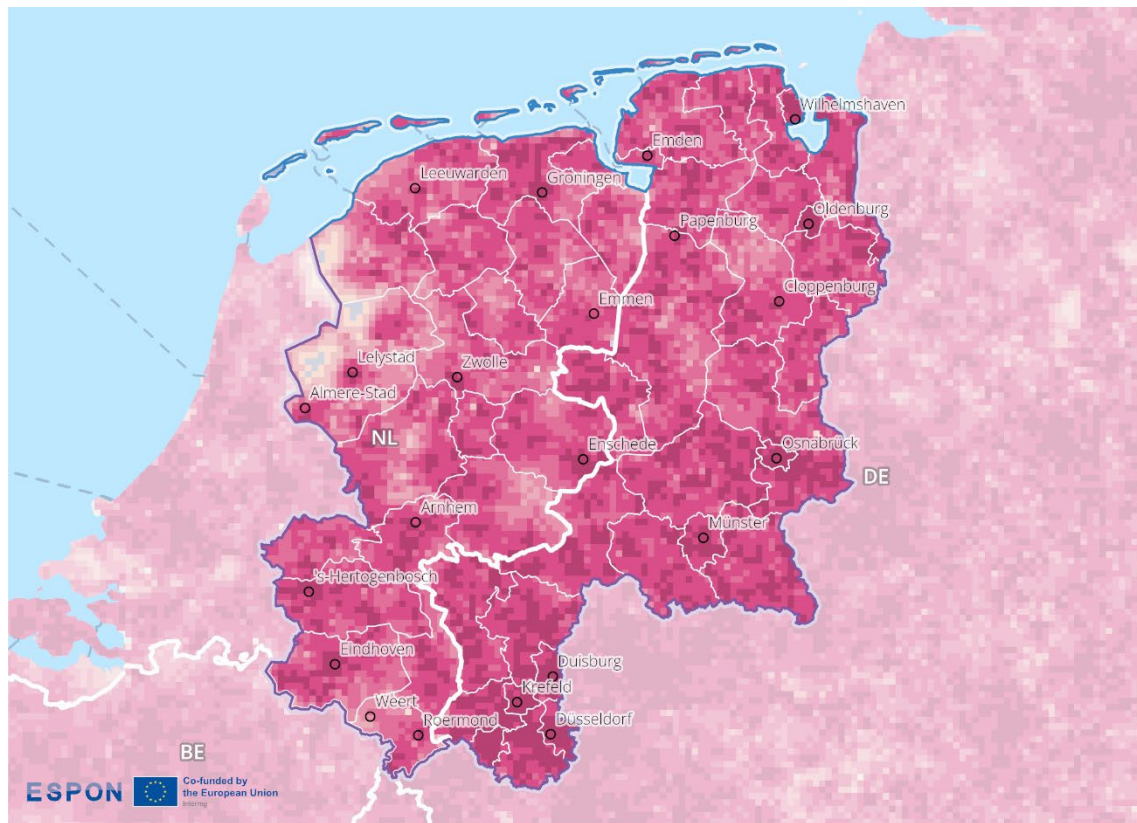 Wilhelmshaven
Emden
Leeuwarden
Groningen
Oldenburg
Papenburg
Cloppenburg
Emmen
Lelystad
Zwolle
Almere-Stad
NL
Enschede
Osnabrück
DE
Arnhem
Münster
's-Hertogenbosch
Eindhoven
Duisburg
Krefeld
Weert
Roermond
Düsseldorf
BE
ESPON
Co-funded by
the European Union
Interreg